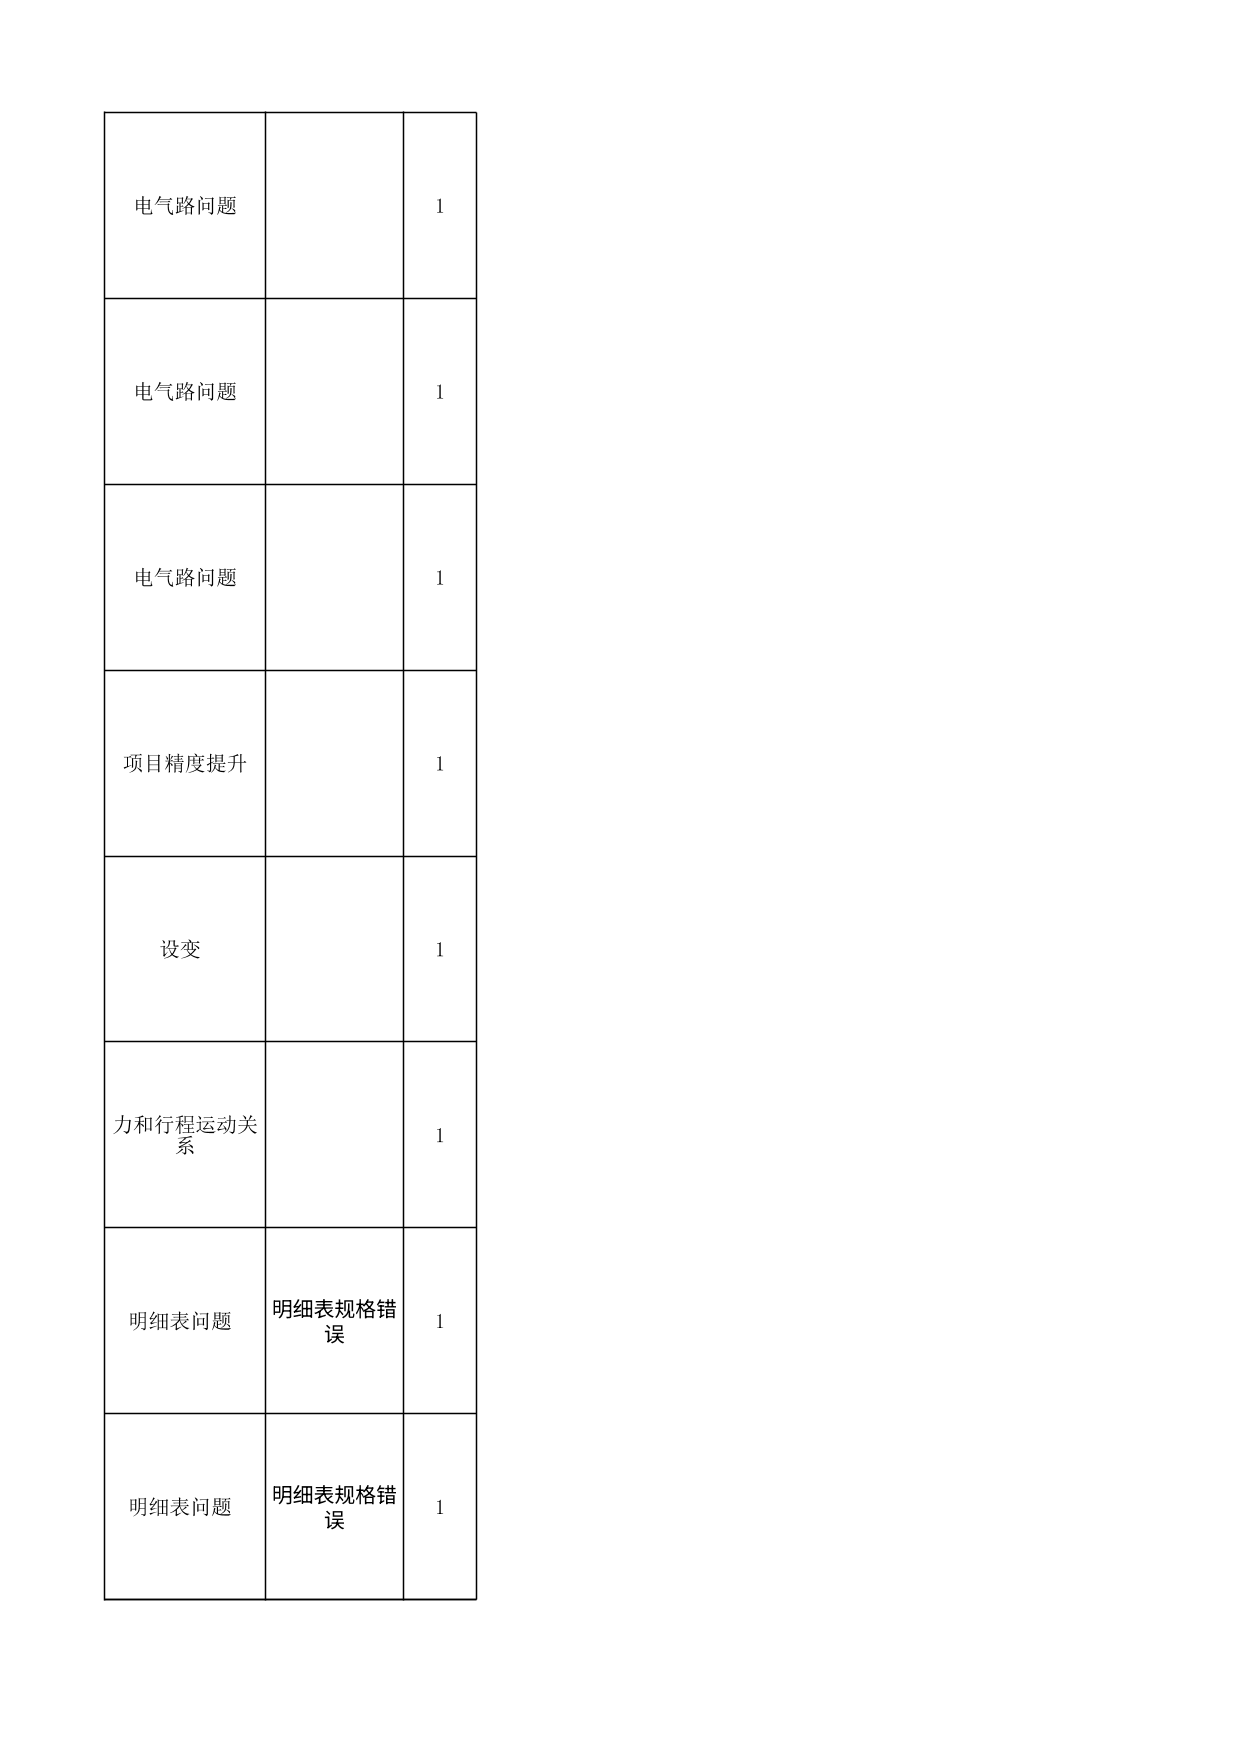 电气路问题 1
电气路问题 1
电气路问题 1
项目精度提升 1
设变 1
力和行程运动关
系
1
明细表问题
明细表规格错
误
1
明细表问题
明细表规格错
误
1